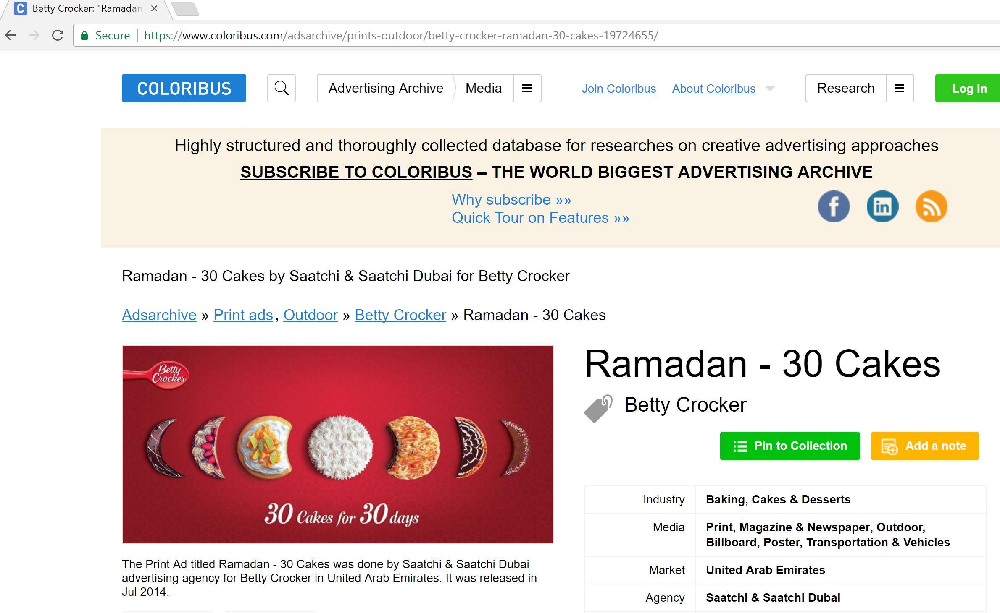 Betty Crocker: "Ramadan
Secure
https://www.coloribus.com/adsarchive/prints-outdoor/betty-crocker-ramadan-30-cakes-19724655/
COLORIBUS
Advertising Archive
Media
Join Coloribus
About Coloribus
Research
Log In
Highly structured and thoroughly collected database for researches on creative advertising approaches
SUBSCRIBE TO COLORIBUS – THE WORLD BIGGEST ADVERTISING ARCHIVE
Why subscribe »»
Quick Tour on Features »»
f
in
Ramadan - 30 Cakes by Saatchi & Saatchi Dubai for Betty Crocker
Adsarchive » Print ads, Outdoor » Betty Crocker » Ramadan - 30 Cakes
Betty
Crocker
30 Cakes for 30 days
The Print Ad titled Ramadan - 30 Cakes was done by Saatchi & Saatchi Dubai
advertising agency for Betty Crocker in United Arab Emirates. It was released in
Jul 2014.
Ramadan - 30 Cakes
Betty Crocker
Pin to Collection
Add a note
Industry Baking, Cakes & Desserts
Media Print, Magazine & Newspaper, Outdoor,
Billboard, Poster, Transportation & Vehicles
Market United Arab Emirates
Agency Saatchi & Saatchi Dubai